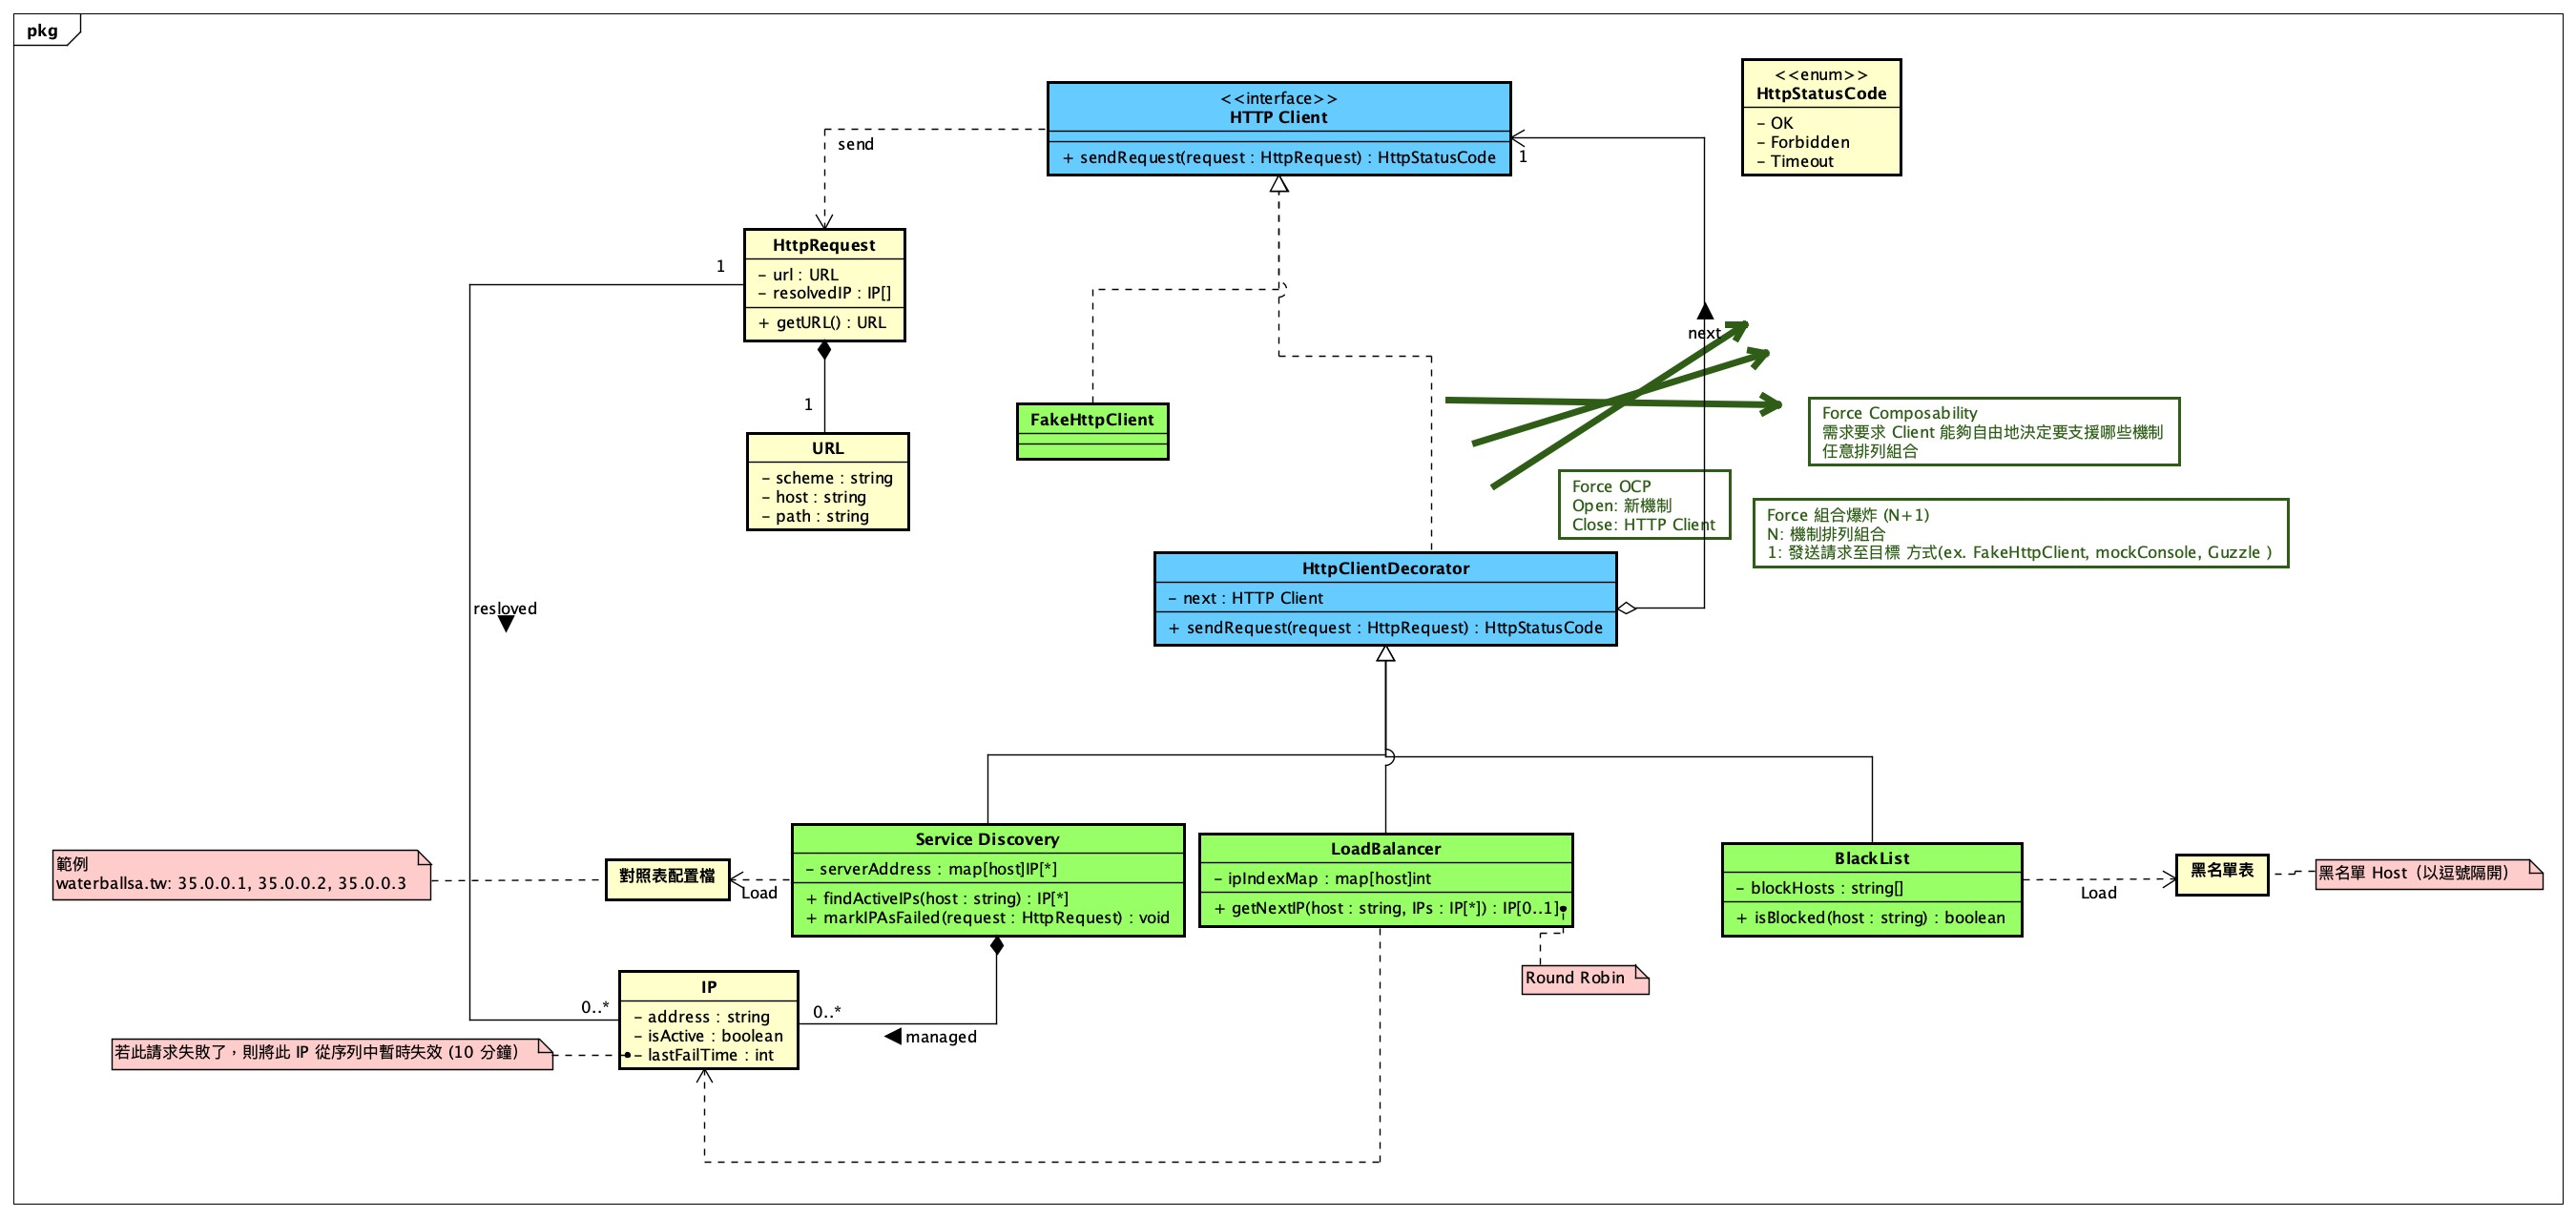 pkg
<<interface>>
HTTP Client
+ sendRequest(request : HttpRequest) : HttpStatusCode
<<enum>>
HttpStatusCode
- OK
- Forbidden
- Timeout
send
1
HttpRequest
- url : URL
- resolvedIP : IP[]
+ getURL() : URL
1
1
URL
- scheme : string
- host : string
- path : string
FakeHttpClient
next
Force Composability
需求要求 Client 能夠自由地決定要支援哪些機制
任意排列組合
Force OCP
Open: 新機制
Close: HTTP Client
Force 組合爆炸 (N+1)
N: 機制排列組合
1: 發送請求至目標 方式(ex. FakeHttpClient, mockConsole, Guzzle )
HttpClientDecorator
- next : HTTP Client
+ sendRequest(request : HttpRequest) : HttpStatusCode
resloved
範例
waterballsa.tw: 35.0.0.1, 35.0.0.2, 35.0.0.3
對照表配置檔
Load
Service Discovery
- serverAddress : map[host]IP[*]
+ findActiveIPs(host : string) : IP[*]
+ markIPAsFailed(request : HttpRequest) : void
LoadBalancer
- ipIndexMap : map[host]int
+ getNextIP(host : string, IPs : IP[*]) : IP[0..1]
Round Robin
BlackList
- blockHosts : string[]
+ isBlocked(host : string) : boolean
Load
黑名單表
黑名單 Host（以逗號隔開）
IP
- address : string
- isActive : boolean
- lastFailTime : int
0..*
0..*
managed
若此請求失敗了，則將此 IP 從序列中暫時失效 (10 分鐘）